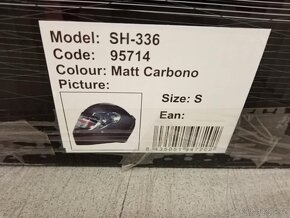 Model: SH-336
Code: 95714
Colour: Matt Carbono
Picture:
Size: S
Ean: